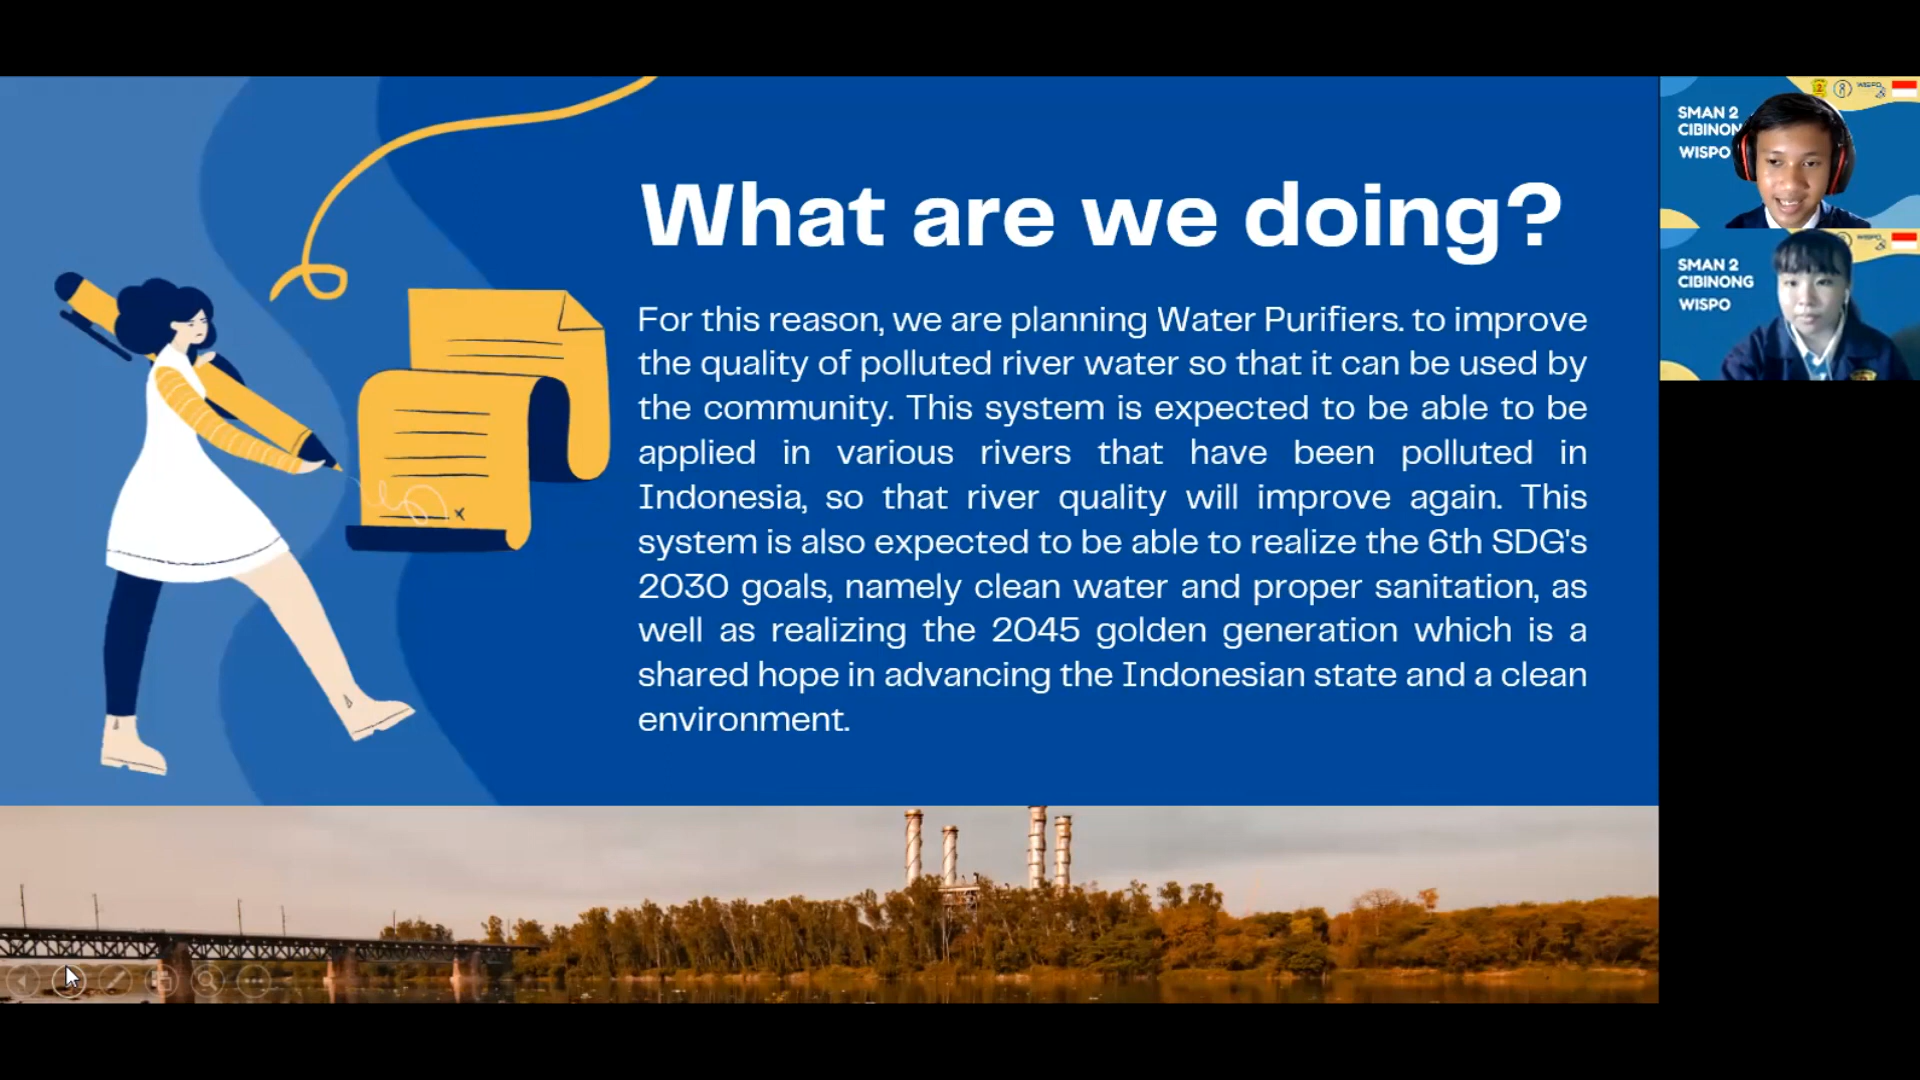 What are we doing?
For this reason, we are planning Water Purifiers. to improve
the quality of polluted river water so that it can be used by
the community. This system is expected to be able to be
applied in various rivers that have been polluted in
Indonesia, so that river quality will improve again. This
system is also expected to be able to realize the 6th SDG's
2030 goals, namely clean water and proper sanitation, as
well as realizing the 2045 golden generation which is a
shared hope in advancing the Indonesian state and a clean
environment.
SMAN 2
CIBINON
WISPO
WISPO
SMAN 2
CIBINONG
WISPO
WISPO